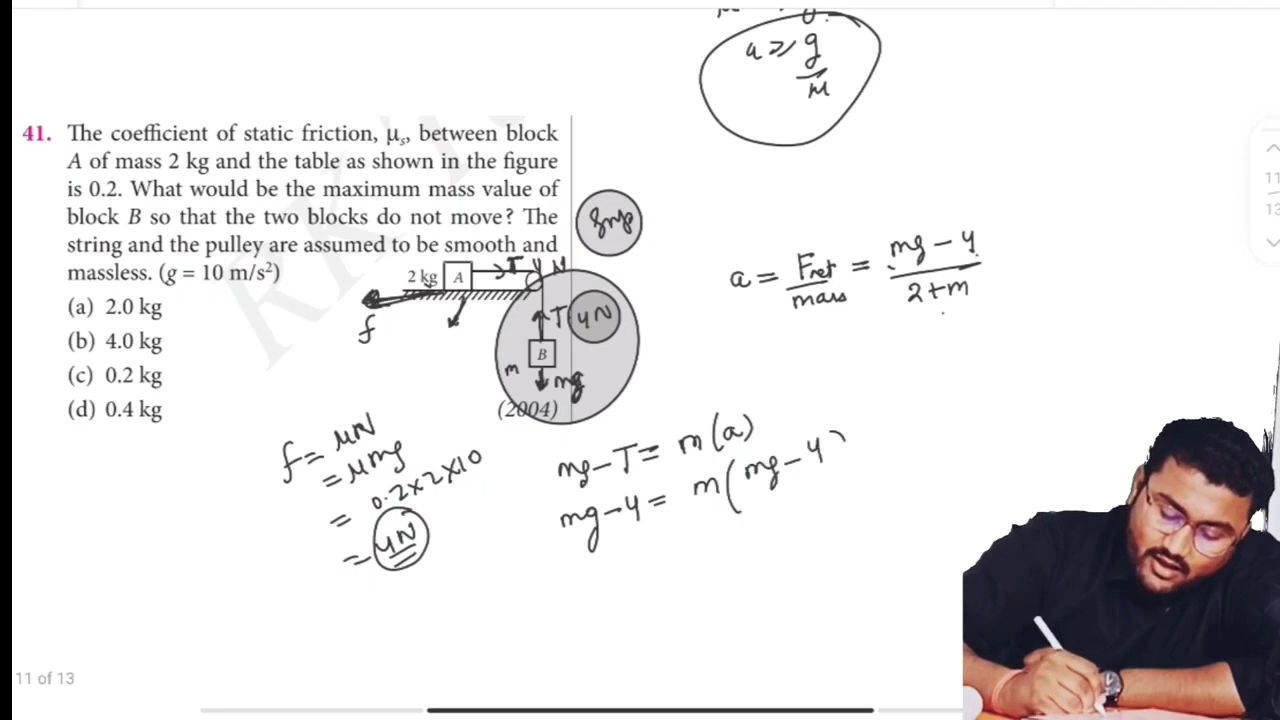 a ⩾ g
μ
41. The coefficient of static friction, μₛ, between block
A of mass 2 kg and the table as shown in the figure
is 0.2. What would be the maximum mass value of
block B so that the two blocks do not move? The
string and the pulley are assumed to be smooth and
massless. (g = 10 m/s²)
2 kg A T 4 N
f
T 4N
B
m mg
(a) 2.0 kg
(b) 4.0 kg
(c) 0.2 kg
(d) 0.4 kg
(2004)
a = Fnet / mass = mg - 4 / 2+m
f = μN
= μmg
= 0.2×2×10
= 4N
mg-T = m(a)
mg-4 = m(mg-4)
11 of 13
11
13